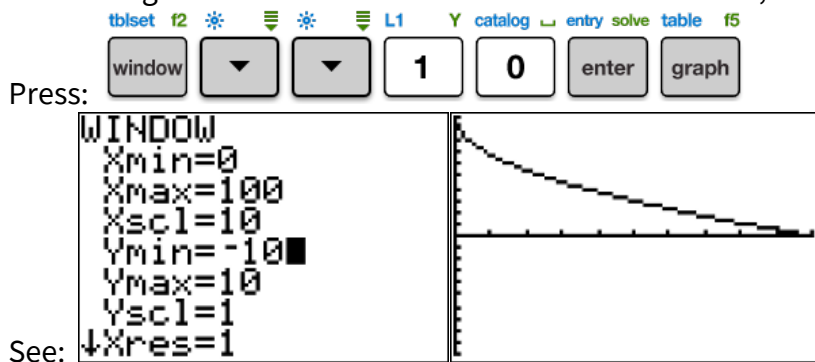 tblset f2 L1 Y catalog ⎵ entry solve table f5
Press: window ▼ ▼ 1 0 enter graph
WINDOW
Xmin=0
Xmax=100
Xscl=10
Ymin=-10
Ymax=10
Yscl=1
See: ↓Xres=1